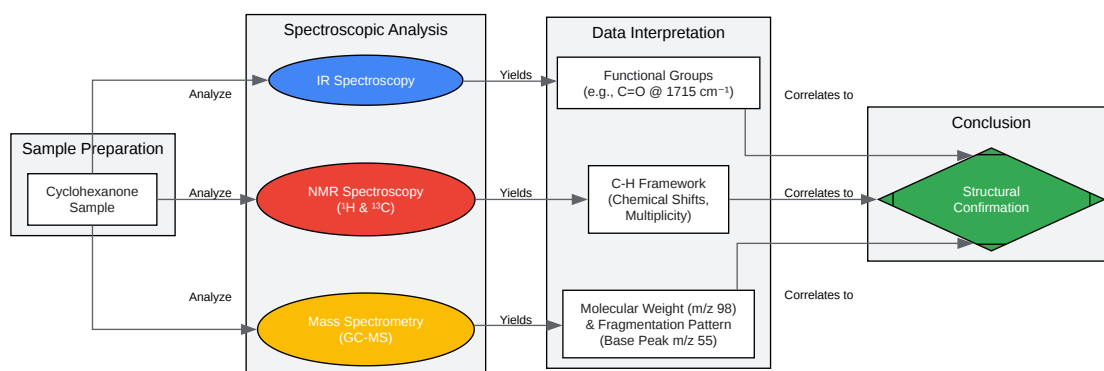 Spectroscopic Analysis
Data Interpretation
IR Spectroscopy
Yields
Functional Groups
(e.g., C=O @ 1715 cm⁻¹)
Analyze
Correlates to
Conclusion
Sample Preparation
Cyclohexanone
Sample
Analyze
NMR Spectroscopy
(¹H & ¹³C)
Yields
C-H Framework
(Chemical Shifts,
Multiplicity)
Correlates to
Structural
Confirmation
Analyze
Mass Spectrometry
(GC-MS)
Yields
Molecular Weight (m/z 98)
& Fragmentation Pattern
(Base Peak m/z 55)
Correlates to